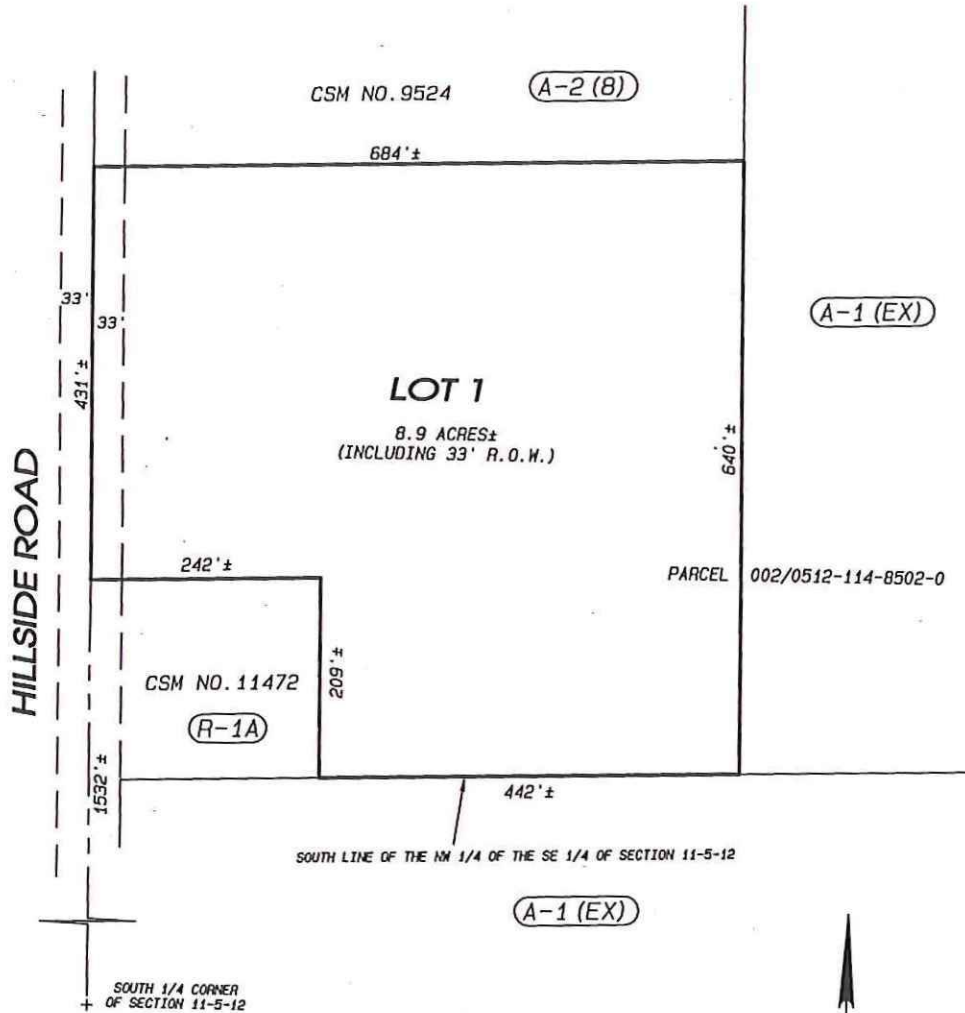 CSM NO. 9524
A-2 (8)
684'±
33'
33'
A-1 (EX)
431'±
LOT 1
8.9 ACRES±
(INCLUDING 33' R.O.W.)
640'±
HILLSIDE ROAD
242'±
PARCEL 002/0512-114-8502-0
209'±
CSM NO. 11472
R-1A
1532'±
442'±
SOUTH LINE OF THE NW 1/4 OF THE SE 1/4 OF SECTION 11-5-12
A-1 (EX)
SOUTH 1/4 CORNER
OF SECTION 11-5-12